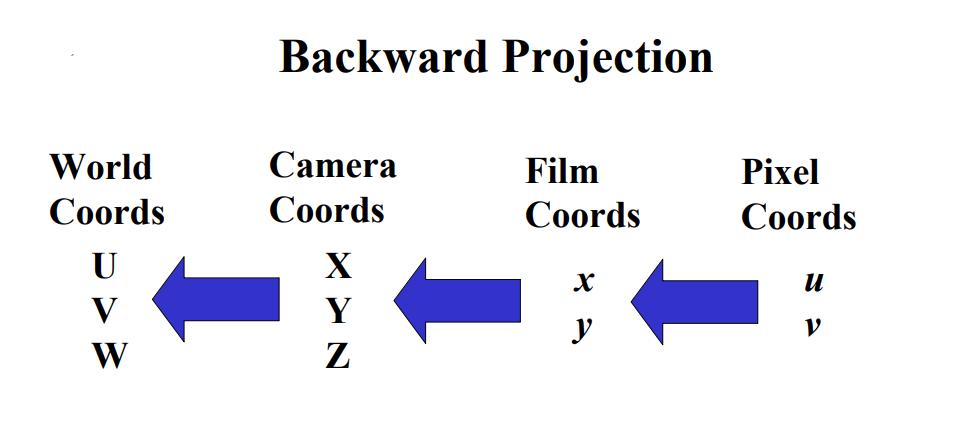 Backward Projection
World
Coords
U
V
W
Camera
Coords
X
Y
Z
Film
Coords
x
y
Pixel
Coords
u
v